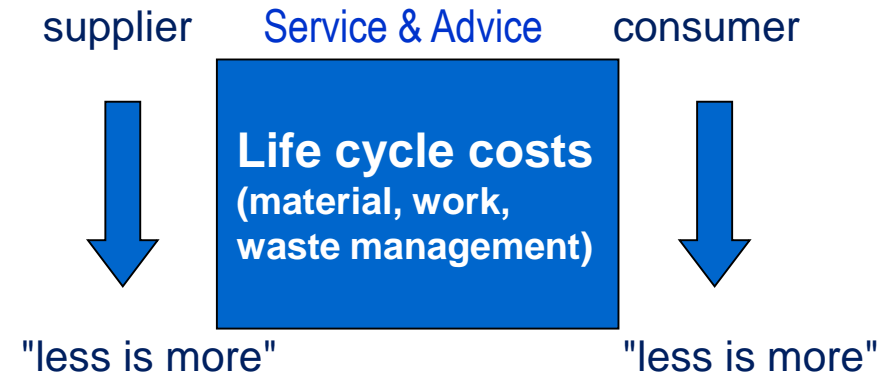 supplier Service & Advice consumer
Life cycle costs
(material, work,
waste management)
"less is more" "less is more"